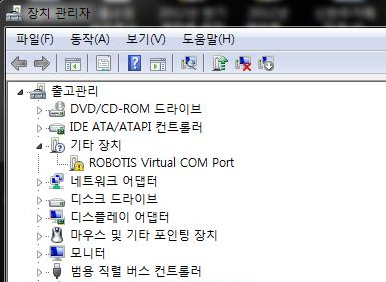 장치 관리자
파일(F) 동작(A) 보기(V) 도움말(H)
출고관리
DVD/CD-ROM 드라이브
IDE ATA/ATAPI 컨트롤러
기타 장치
ROBOTIS Virtual COM Port
네트워크 어댑터
디스크 드라이브
디스플레이 어댑터
마우스 및 기타 포인팅 장치
모니터
범용 직렬 버스 컨트롤러